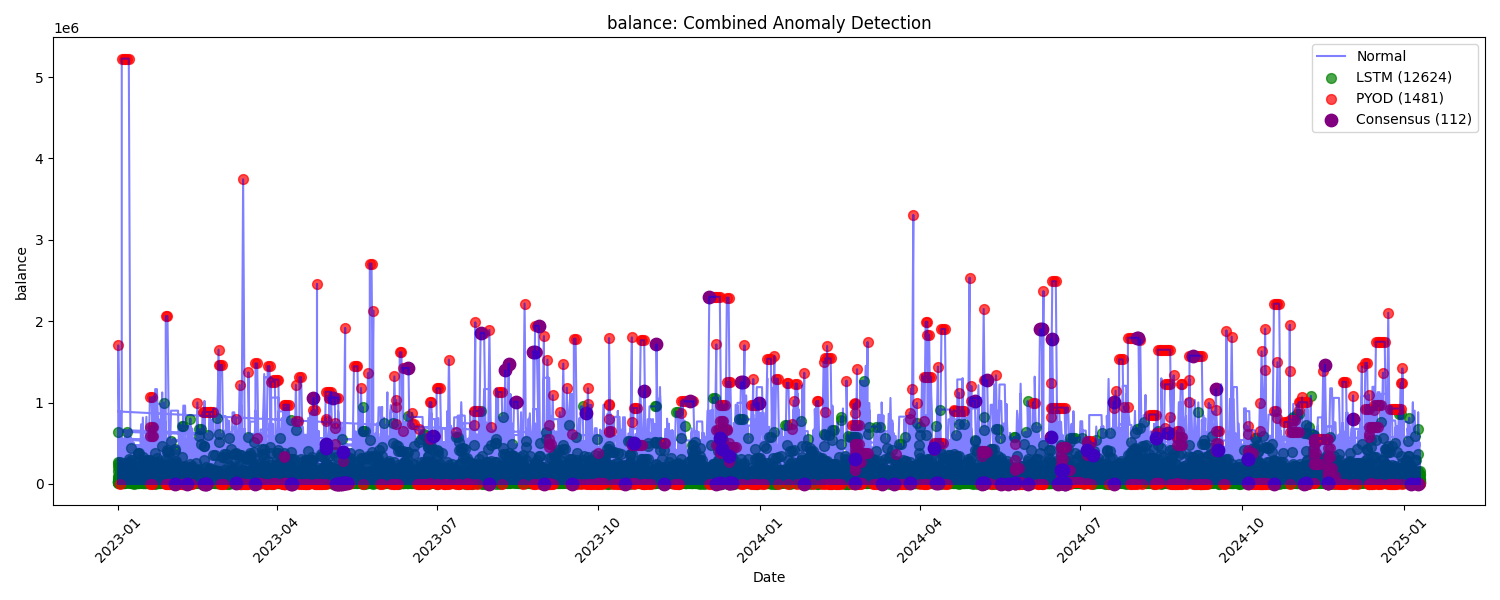 balance: Combined Anomaly Detection
1e6
Normal
LSTM (12624)
PYOD (1481)
Consensus (112)
5
4
3
2
1
0
balance
2023-01
2023-04
2023-07
2023-10
2024-01
2024-04
2024-07
2024-10
2025-01
Date